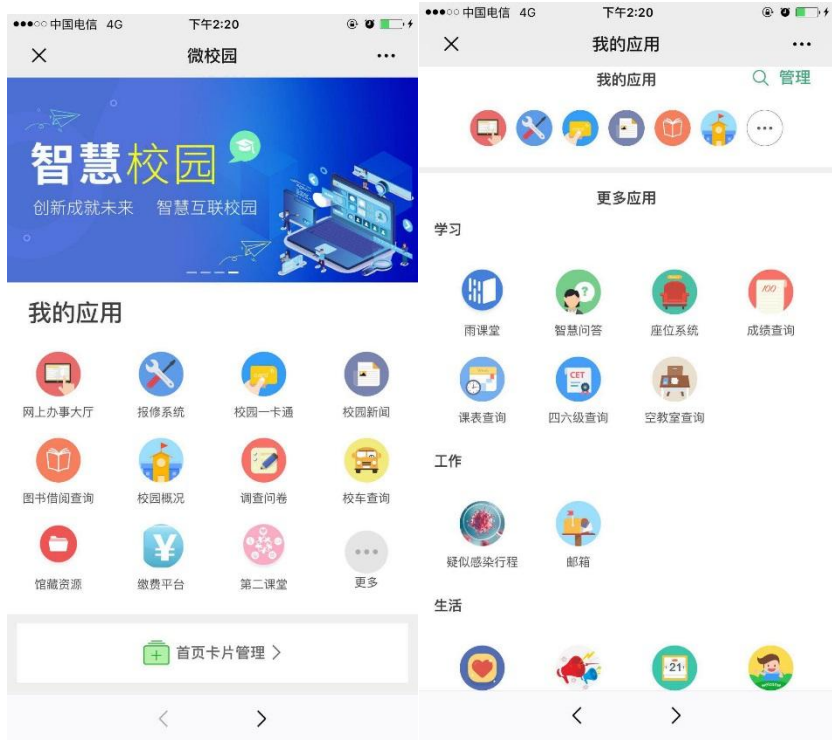 中国电信 4G 下午2:20
微校园
智慧校园
创新成就未来 智慧互联校园
我的应用
网上办事大厅 报修系统 校园一卡通 校园新闻
图书借阅查询 校园概况 调查问卷 校车查询
馆藏资源 缴费平台 第二课堂 更多
首页卡片管理
中国电信 4G 下午2:20
我的应用
我的应用 管理
更多应用
学习
100
雨课堂 智慧问答 座位系统 成绩查询
CET
课表查询 四六级查询 空教室查询
工作
疑似感染行程 邮箱
生活
21